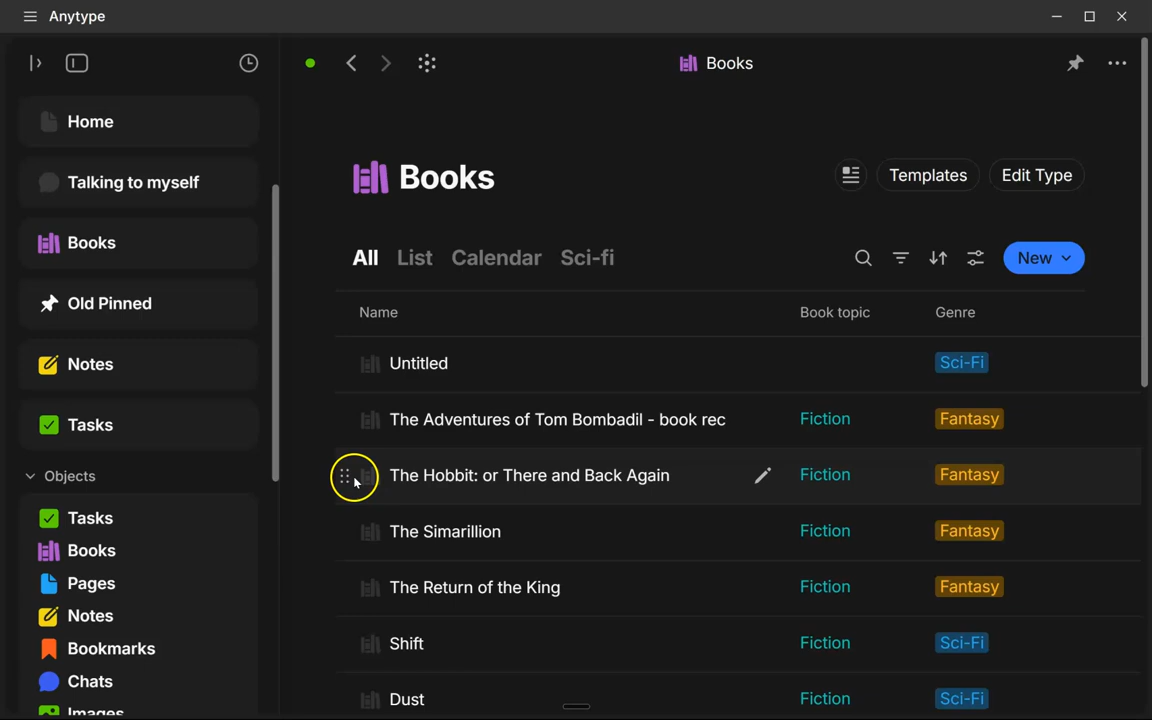 Anytype
Books
Home
Talking to myself
Books
Old Pinned
Notes
Tasks
Objects
Tasks
Books
Pages
Notes
Bookmarks
Chats
Images
Books
Templates
Edit Type
All List Calendar Sci-fi
New
Name Book topic Genre
Untitled Sci-Fi
The Adventures of Tom Bombadil - book rec Fiction Fantasy
The Hobbit: or There and Back Again Fiction Fantasy
The Simarillion Fiction Fantasy
The Return of the King Fiction Fantasy
Shift Fiction Sci-Fi
Dust Fiction Sci-Fi